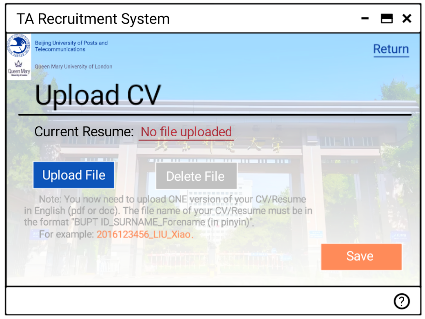 TA Recruitment System
Beijing University of Posts and
Telecommunications
Queen Mary
Queen Mary University of London
Return
Upload CV
Current Resume: No file uploaded
Upload File
Delete File
Note: You now need to upload ONE version of your CV/Resume
in English (pdf or doc). The file name of your CV/Resume must be in
the format "BUPT ID_SURNAME_Forename (in pinyin)".
For example: 2016123456_LIU_Xiao.
Save